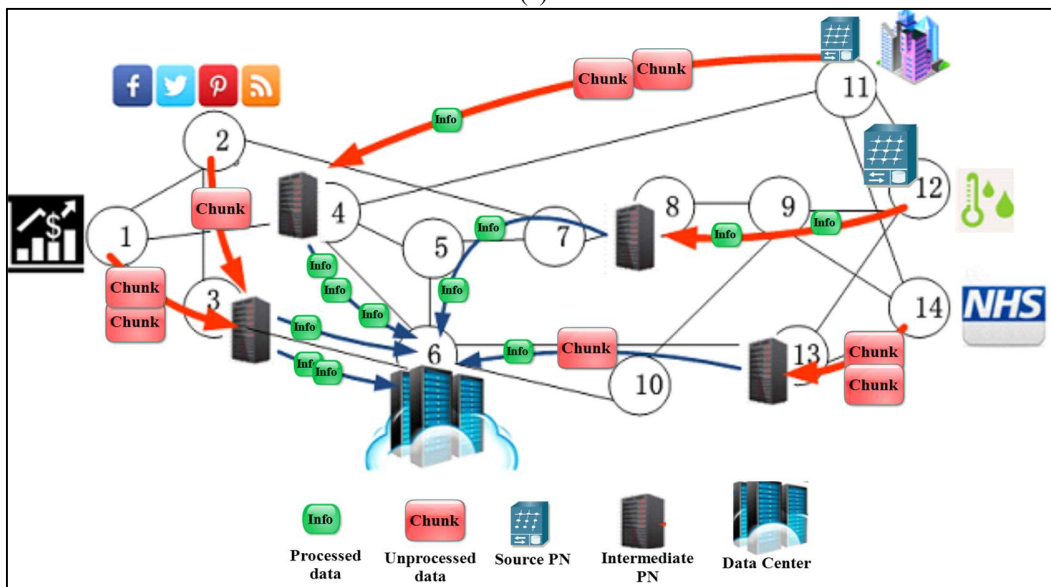 Chunk
Chunk
11
Info
2
12
Chunk
4
8
9
Info
Info
Info
1
5
7
Info
Info
Chunk
Chunk
3
Info
Info
Info
14
NHS
Info
6
Info
Chunk
13
Chunk
Chunk
Info
Info
10
Info
Chunk
Processed
data
Unprocessed
data
Source PN
Intermediate
PN
Data Center